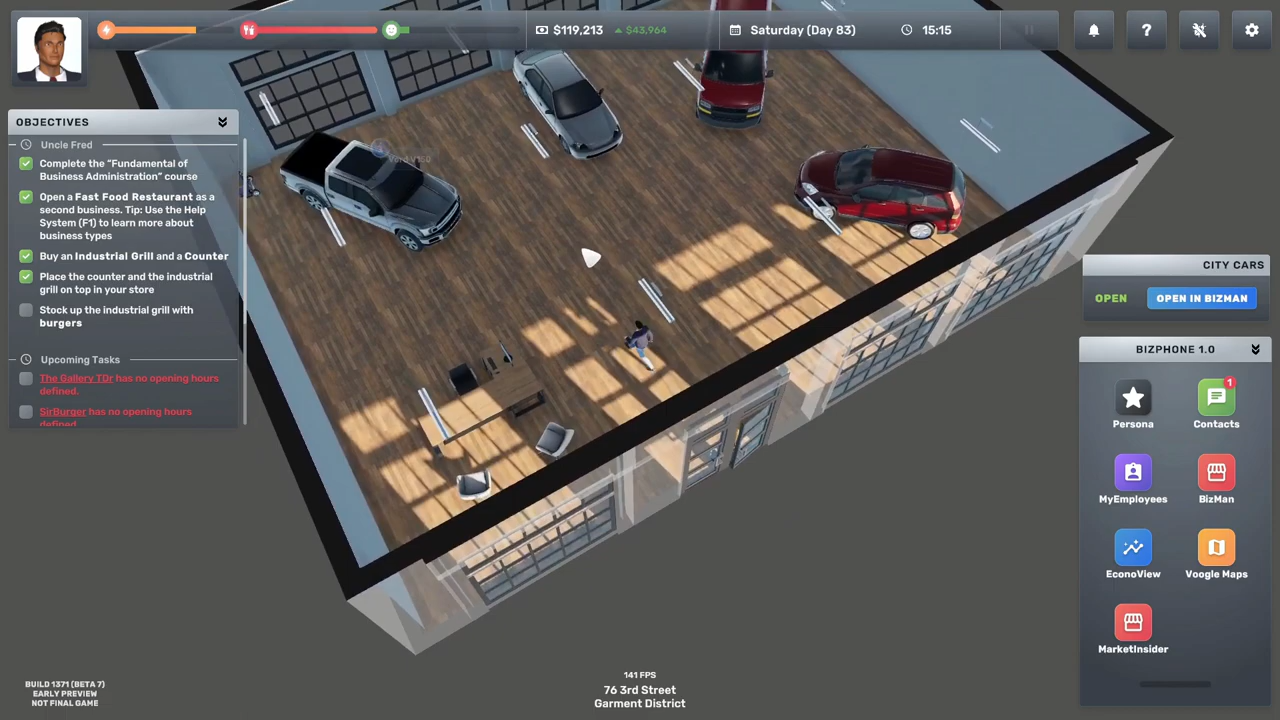 $119,213
$43,964
Saturday (Day 83)
15:15
OBJECTIVES
Uncle Fred
Complete the "Fundamental of
Business Administration" course
Open a Fast Food Restaurant as a
second business. Tip: Use the Help
System (F1) to learn more about
business types
Buy an Industrial Grill and a Counter
Place the counter and the industrial
grill on top in your store
Stock up the industrial grill with
burgers
Upcoming Tasks
The Gallery TDr has no opening hours
defined.
SirBurger has no opening hours
defined.
CITY CARS
OPEN
OPEN IN BIZMAN
BIZPHONE 1.0
Persona
1
Contacts
MyEmployees
BizMan
EconoView
Voogle Maps
MarketInsider
BUILD 1371 (BETA 7)
EARLY PREVIEW
NOT FINAL GAME
141 FPS
76 3rd Street
Garment District